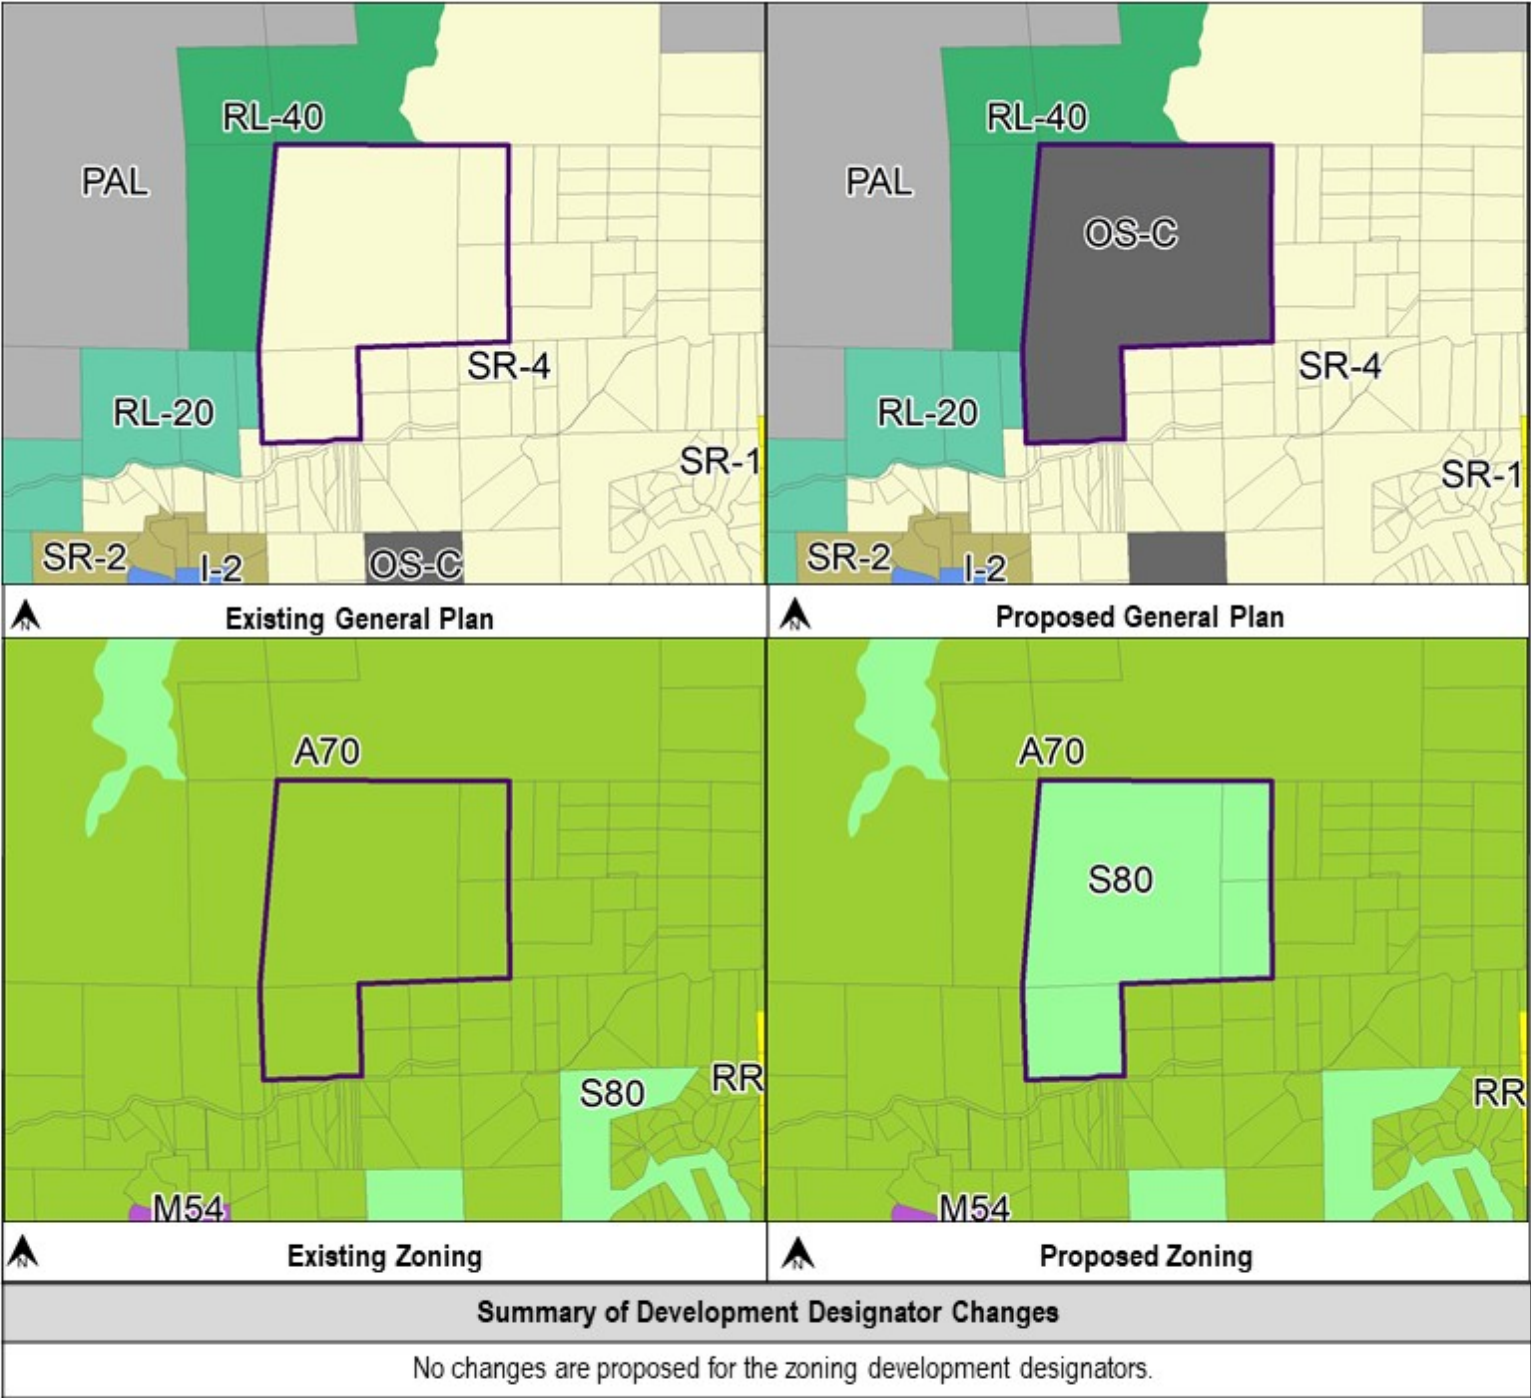 RL-40
PAL
SR-4
RL-20
SR-1
SR-2
I-2
OS-C
N
Existing General Plan
RL-40
PAL
OS-C
SR-4
RL-20
SR-1
SR-2
I-2
N
Proposed General Plan
A70
S80
RR
M54
N
Existing Zoning
A70
S80
RR
M54
N
Proposed Zoning
Summary of Development Designator Changes
No changes are proposed for the zoning development designators.